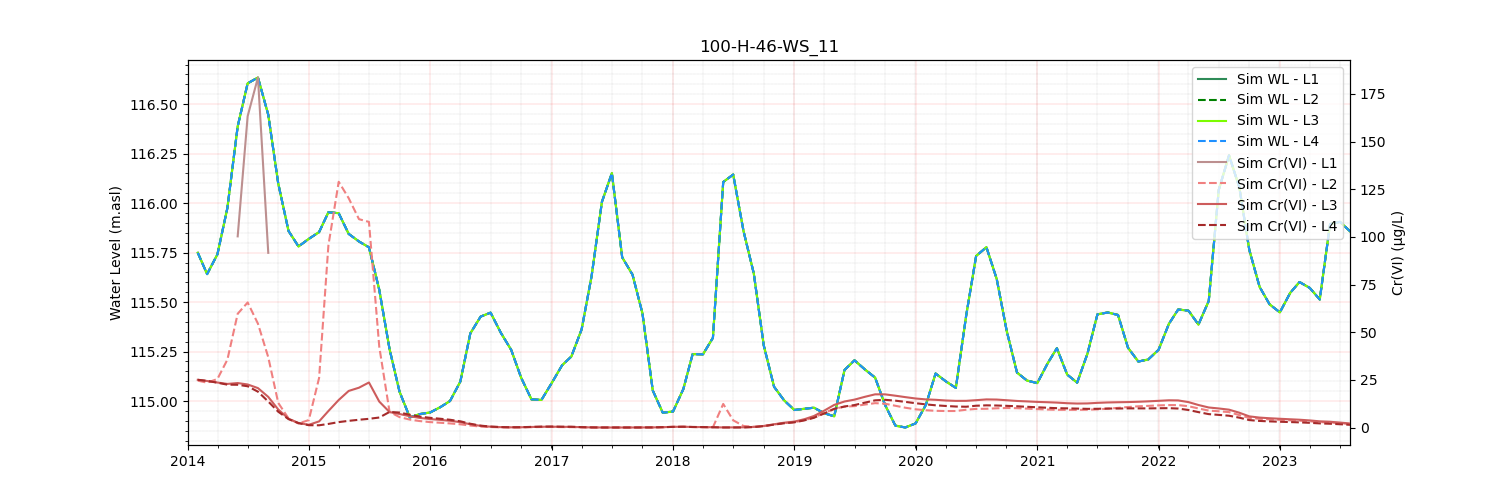 100-H-46-WS_11
Water Level (m.asl)
116.50
116.25
116.00
115.75
115.50
115.25
115.00
Sim WL - L1
Sim WL - L2
Sim WL - L3
Sim WL - L4
Sim Cr(VI) - L1
Sim Cr(VI) - L2
Sim Cr(VI) - L3
Sim Cr(VI) - L4
175
150
125
100
75
50
25
0
Cr(VI) (µg/L)
2014 2015 2016 2017 2018 2019 2020 2021 2022 2023